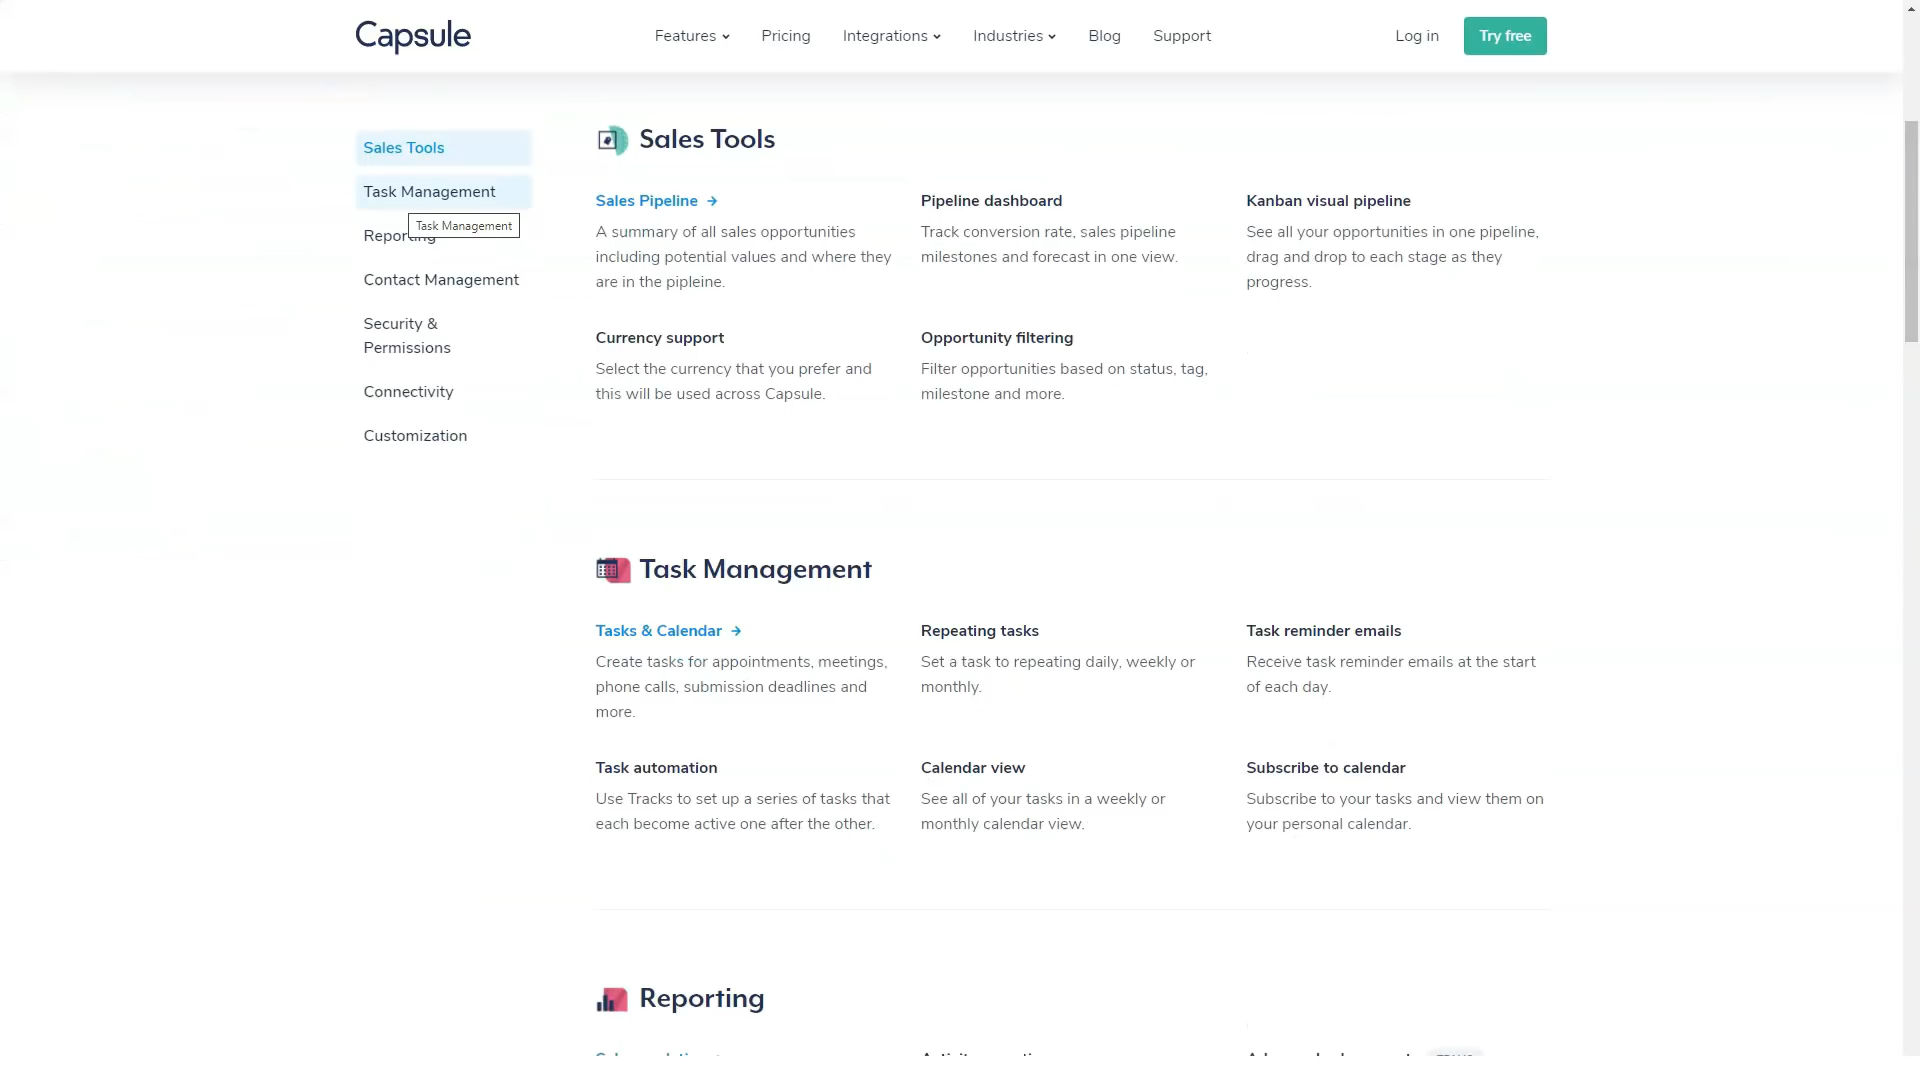 Capsule
Features
Pricing
Integrations
Industries
Blog
Support
Log in
Try free
Sales Tools
Task Management
Task Management
Reporting
Contact Management
Security &
Permissions
Connectivity
Customization
Sales Tools
Sales Pipeline →
A summary of all sales opportunities
including potential values and where they
are in the pipleine.
Pipeline dashboard
Track conversion rate, sales pipeline
milestones and forecast in one view.
Kanban visual pipeline
See all your opportunities in one pipeline,
drag and drop to each stage as they
progress.
Currency support
Select the currency that you prefer and
this will be used across Capsule.
Opportunity filtering
Filter opportunities based on status, tag,
milestone and more.
Task Management
Tasks & Calendar →
Create tasks for appointments, meetings,
phone calls, submission deadlines and
more.
Repeating tasks
Set a task to repeating daily, weekly or
monthly.
Task reminder emails
Receive task reminder emails at the start
of each day.
Task automation
Use Tracks to set up a series of tasks that
each become active one after the other.
Calendar view
See all of your tasks in a weekly or
monthly calendar view.
Subscribe to calendar
Subscribe to your tasks and view them on
your personal calendar.
Reporting